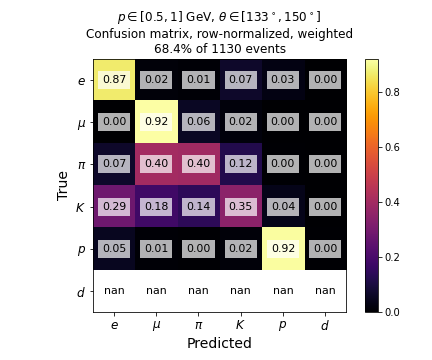 p ∈ [0.5, 1] GeV, θ ∈ [133°, 150°]
Confusion matrix, row-normalized, weighted
68.4% of 1130 events
True
e 0.87 0.02 0.01 0.07 0.03 0.00
μ 0.00 0.92 0.06 0.02 0.00 0.00
π 0.07 0.40 0.40 0.12 0.00 0.00
K 0.29 0.18 0.14 0.35 0.04 0.00
p 0.05 0.01 0.00 0.02 0.92 0.00
d nan nan nan nan nan nan
e μ π K p d
Predicted
0.8
0.6
0.4
0.2
0.0